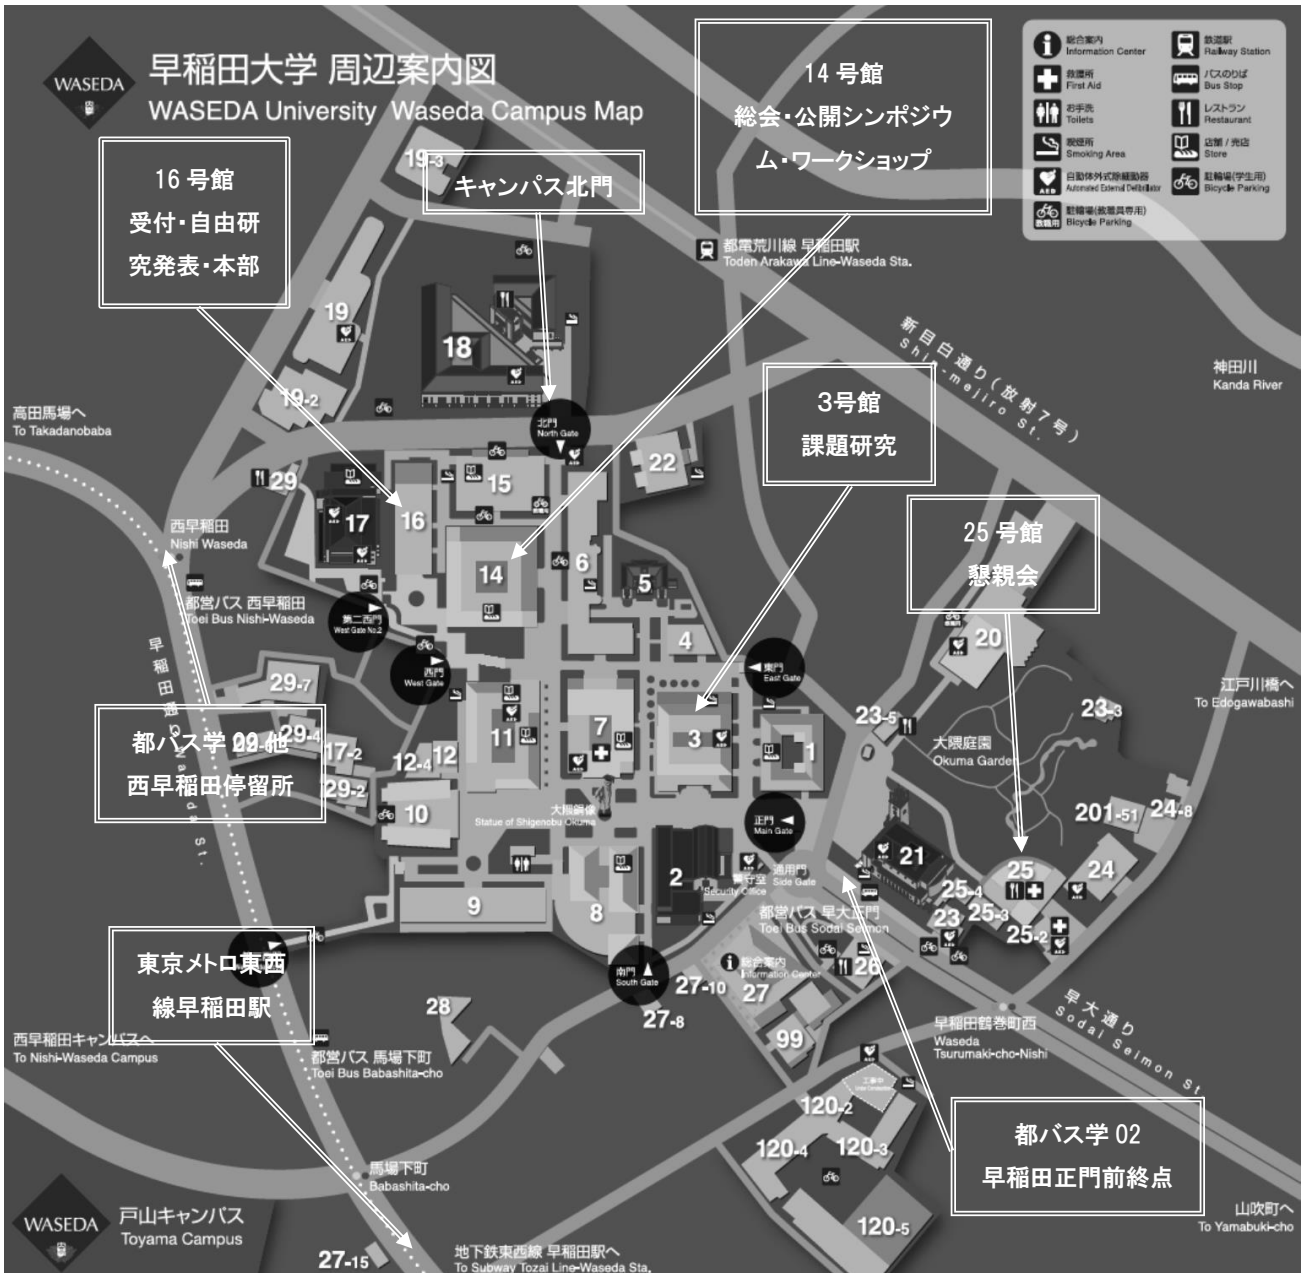 WASEDA
早稲田大学 周辺案内図
WASEDA University Waseda Campus Map
総合案内
Information Center
救護所
First Aid
お手洗
Toilets
喫煙所
Smoking Area
自動体外式除細動器
Automated External Defibrillator
駐輪場(教職員専用)
Bicycle Parking
鉄道駅
Railway Station
バスのりば
Bus Stop
レストラン
Restaurant
店舗 / 売店
Store
駐輪場(学生用)
Bicycle Parking
14 号館
総会・公開シンポジウ
ム・ワークショップ
16 号館
受付・自由研
究発表・本部
キャンパス北門
19-3
都電荒川線 早稲田駅
Toden Arakawa Line-Waseda Sta.
新目白通り(放射7号)
Shin-mejiro St.
神田川
Kanda River
19
18
19-2
高田馬場へ
To Takadanobaba
北門
North Gate
3号館
課題研究
22
15
29
17
16
西早稲田
Nishi Waseda
25 号館
懇親会
14
6
5
都営バス 西早稲田
Toei Bus Nishi-Waseda
第二西門
West Gate No.2
4
20
西門
West Gate
東門
East Gate
江戸川橋へ
To Edogawabashi
29-7
23-5
23-3
大隈庭園
Okuma Garden
都バス学 02 他
西早稲田停留所
29-4
17-2
29-2
12-4
12
11
7
3
1
10
大隈銅像
Statue of Shigenobu Okuma
正門
Main Gate
201-51
24-8
21
25
24
25-4
23
25-3
25-2
2
警守室
Security Office
通用門
Side Gate
都営バス 早大正門
Toei Bus Sodai Seimon
9
8
東京メトロ東西
線早稲田駅
南門
South Gate
総合案内
Information Center
27-10
27
26
27-8
28
99
早稲田鶴巻町西
Waseda
Tsurumaki-cho-Nishi
早大通り
Sodai Seimon St.
西早稲田キャンパスへ
To Nishi-Waseda Campus
都営バス 馬場下町
Toei Bus Babashita-cho
工事中
120-2
120-4
120-3
120-5
都バス学 02
早稲田正門前終点
馬場下町
Babashita-cho
山吹町へ
To Yamabuki-cho
WASEDA
戸山キャンパス
Toyama Campus
27-15
地下鉄東西線 早稲田駅へ
To Subway Tozai Line-Waseda Sta.